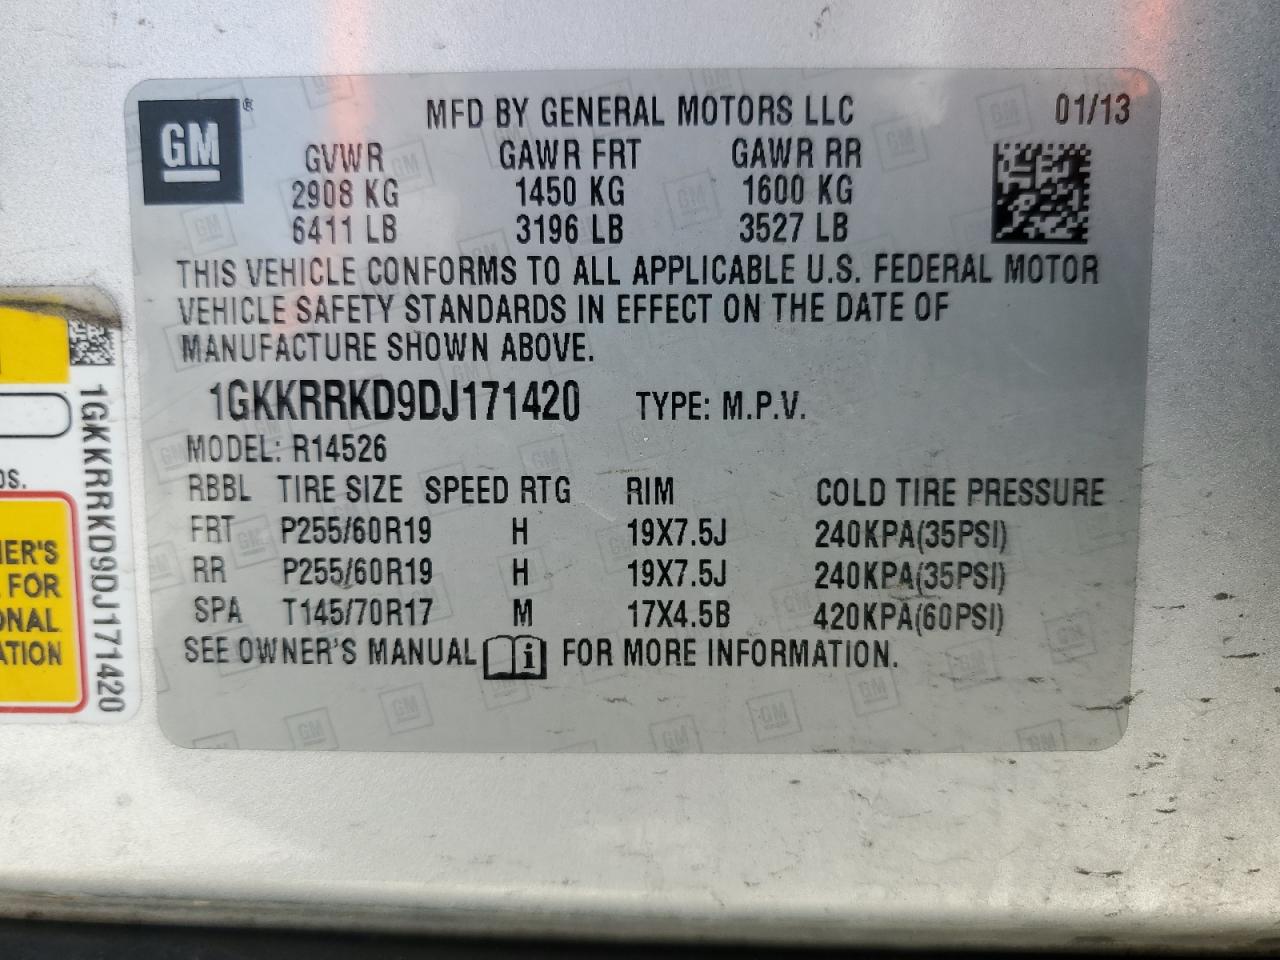 GM
MFD BY GENERAL MOTORS LLC 01/13
GVWR GAWR FRT GAWR RR
2908 KG 1450 KG 1600 KG
6411 LB 3196 LB 3527 LB
THIS VEHICLE CONFORMS TO ALL APPLICABLE U.S. FEDERAL MOTOR
VEHICLE SAFETY STANDARDS IN EFFECT ON THE DATE OF
MANUFACTURE SHOWN ABOVE.
1GKKRRKD9DJ171420 TYPE: M.P.V.
MODEL: R14526
RBBL TIRE SIZE SPEED RTG RIM COLD TIRE PRESSURE
FRT P255/60R19 H 19X7.5J 240KPA(35PSI)
RR P255/60R19 H 19X7.5J 240KPA(35PSI)
SPA T145/70R17 M 17X4.5B 420KPA(60PSI)
SEE OWNER'S MANUAL i FOR MORE INFORMATION.
1GKKRRKD9DJ171420
FOR